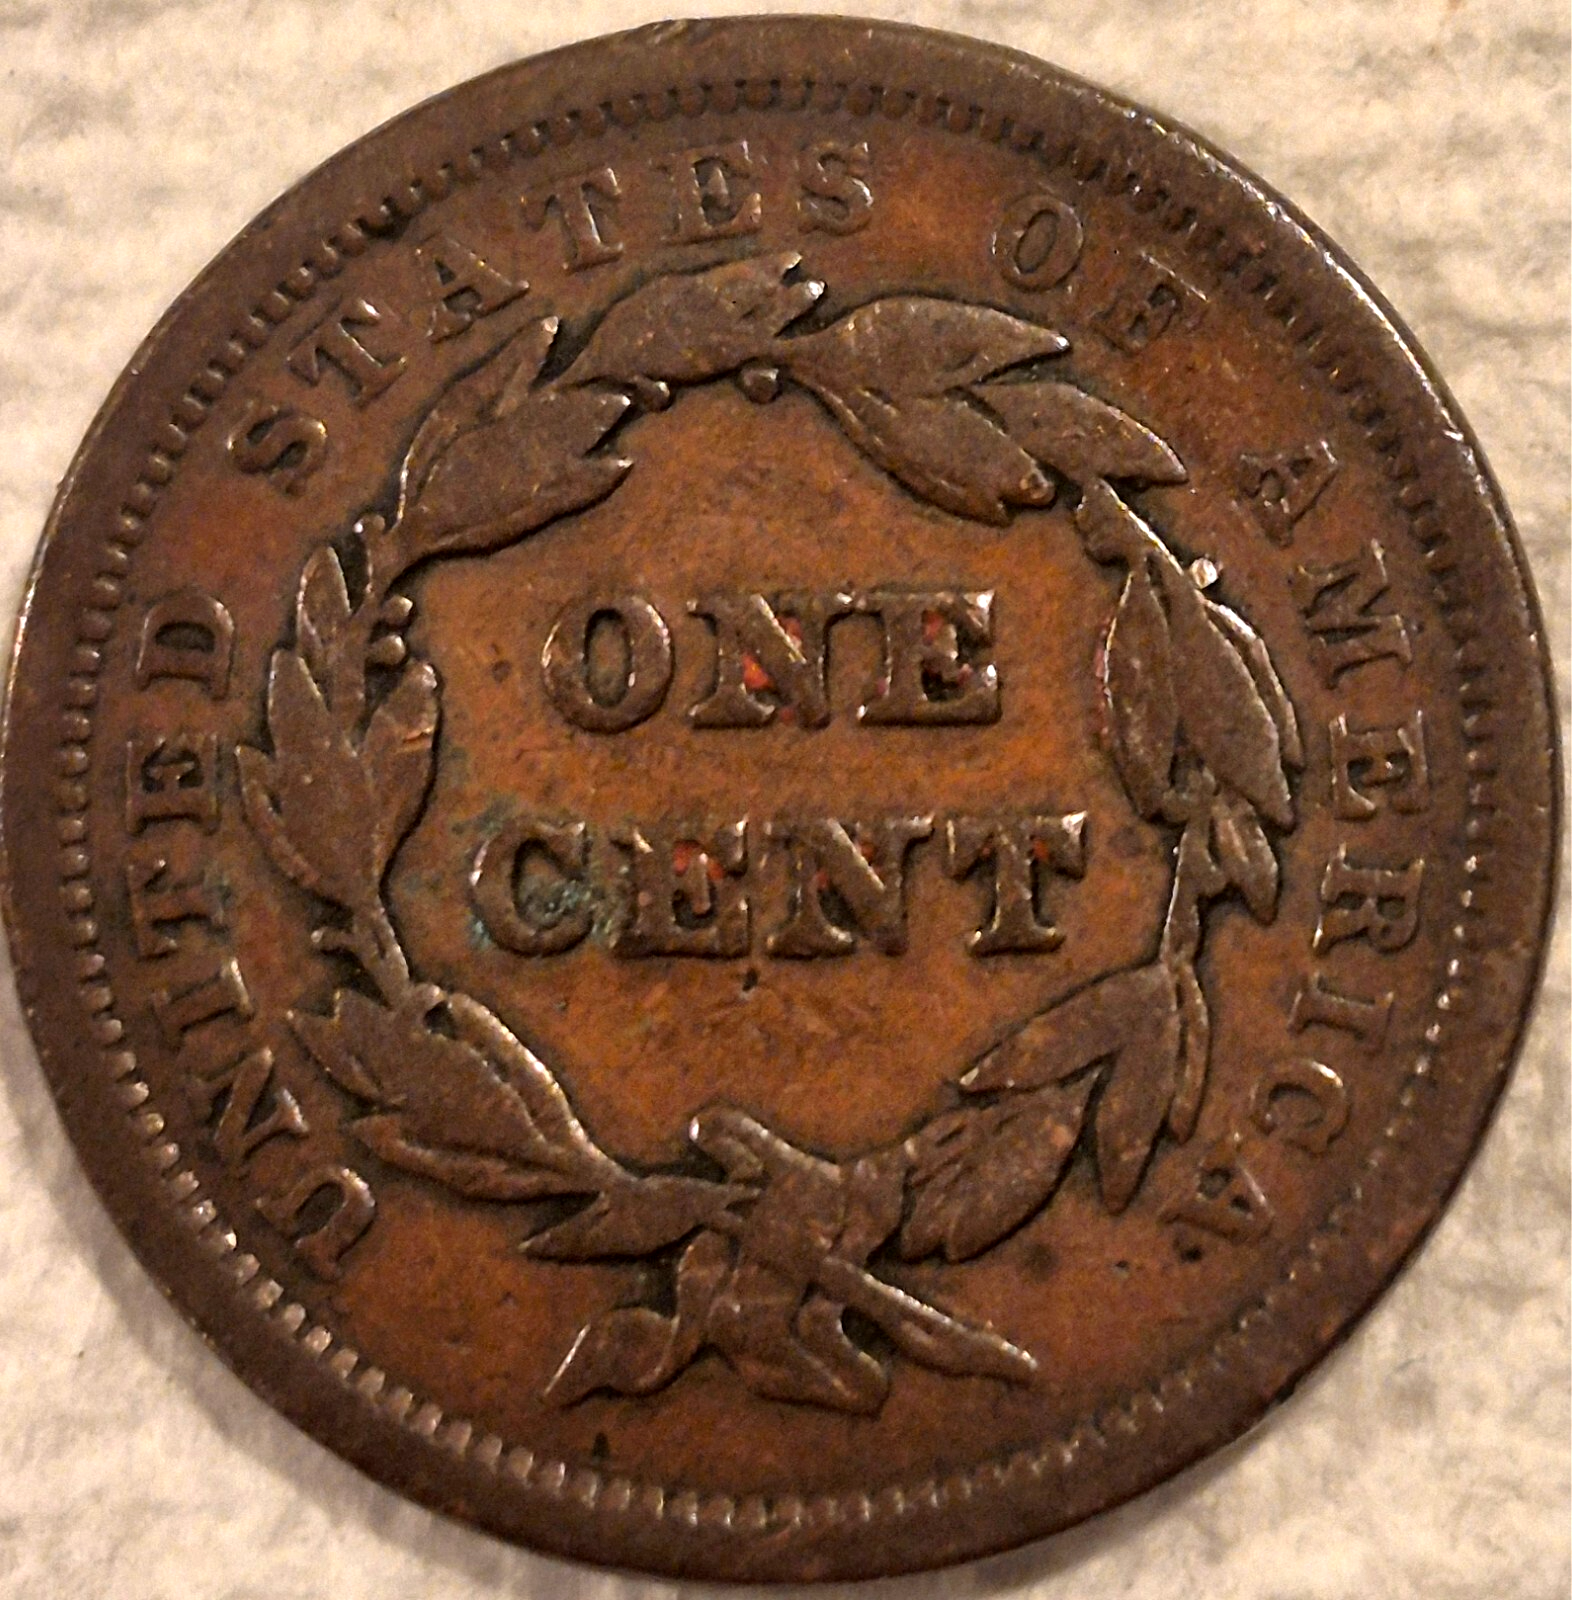 UNITED STATES OF AMERICA
ONE
CENT